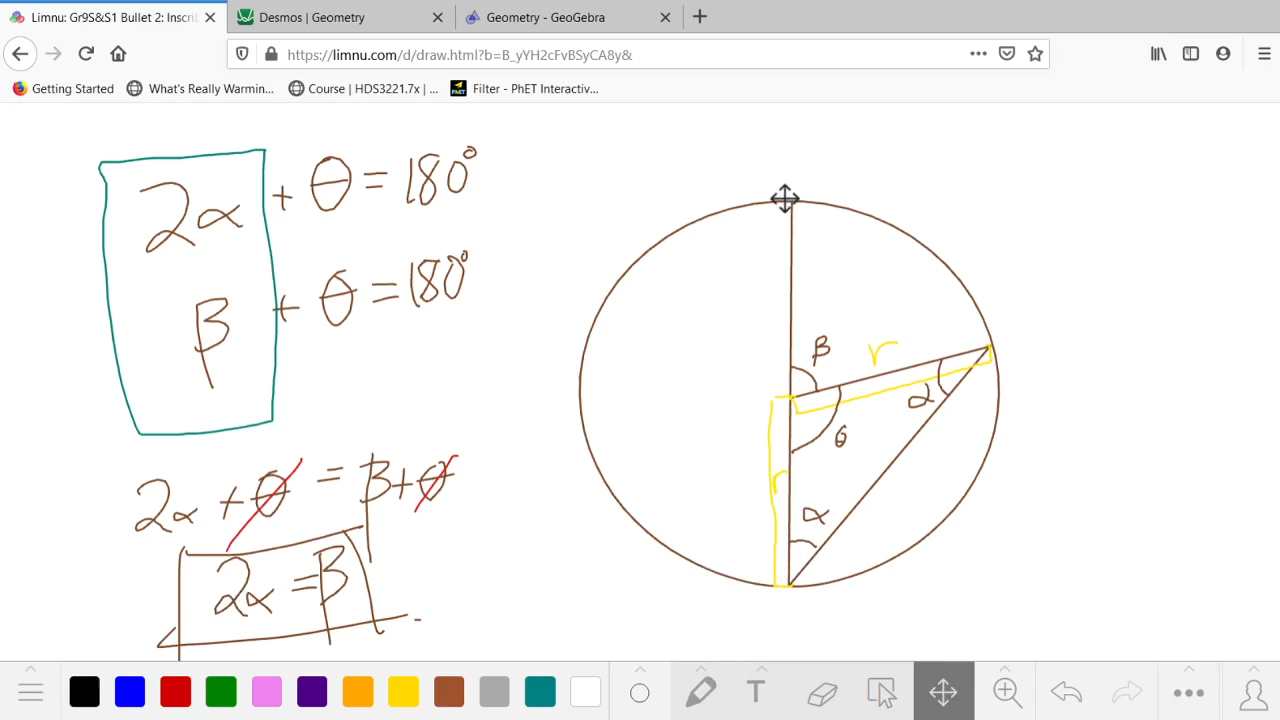 Limnu: Gr9S&S1 Bullet 2: Inscrib
Desmos | Geometry
Geometry - GeoGebra
https://limnu.com/d/draw.html?b=B_yYH2cFvBSyCA8y&
Getting Started
What's Really Warmin...
Course | HDS3221.7x | ...
Filter - PhET Interactiv...
2α + θ = 180°
β + θ = 180°
β
r
α
θ
r
2α + θ = β + θ
α
2α = β
T